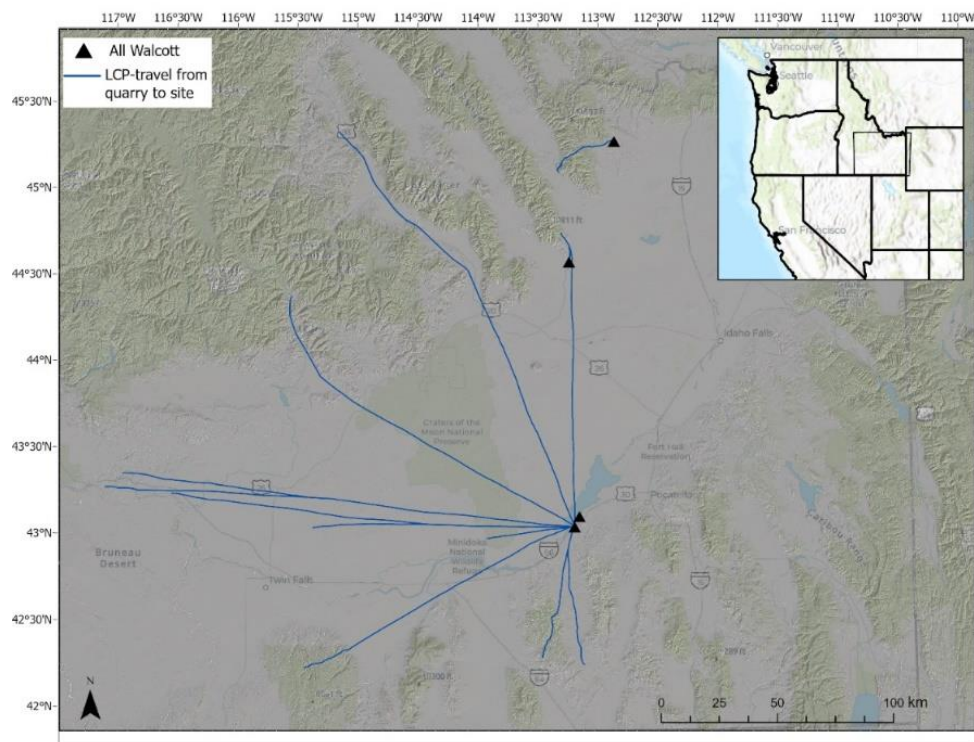 117°W
116°W
115°30'W
115°W
114°30'W
114°W
113°30'W
113°W
112°30'W
112°W
111°30'W
111°W
110°30'W
110°
▲ All Walcott
LCP-travel from
quarry to site
Vancouver
Seattle
San Francisco
45°30'N
45°N
44°30'N
44°N
43°30'N
43°N
42°30'N
42°N
Idaho Falls
Craters of the
Moon National
Preserve
Fort Hall
Reservation
Pocatello
Bruneau
Desert
Minidoka
National
Wildlife
Refuge
Twin Falls
Caribou Range
N
0 25 50 100 km